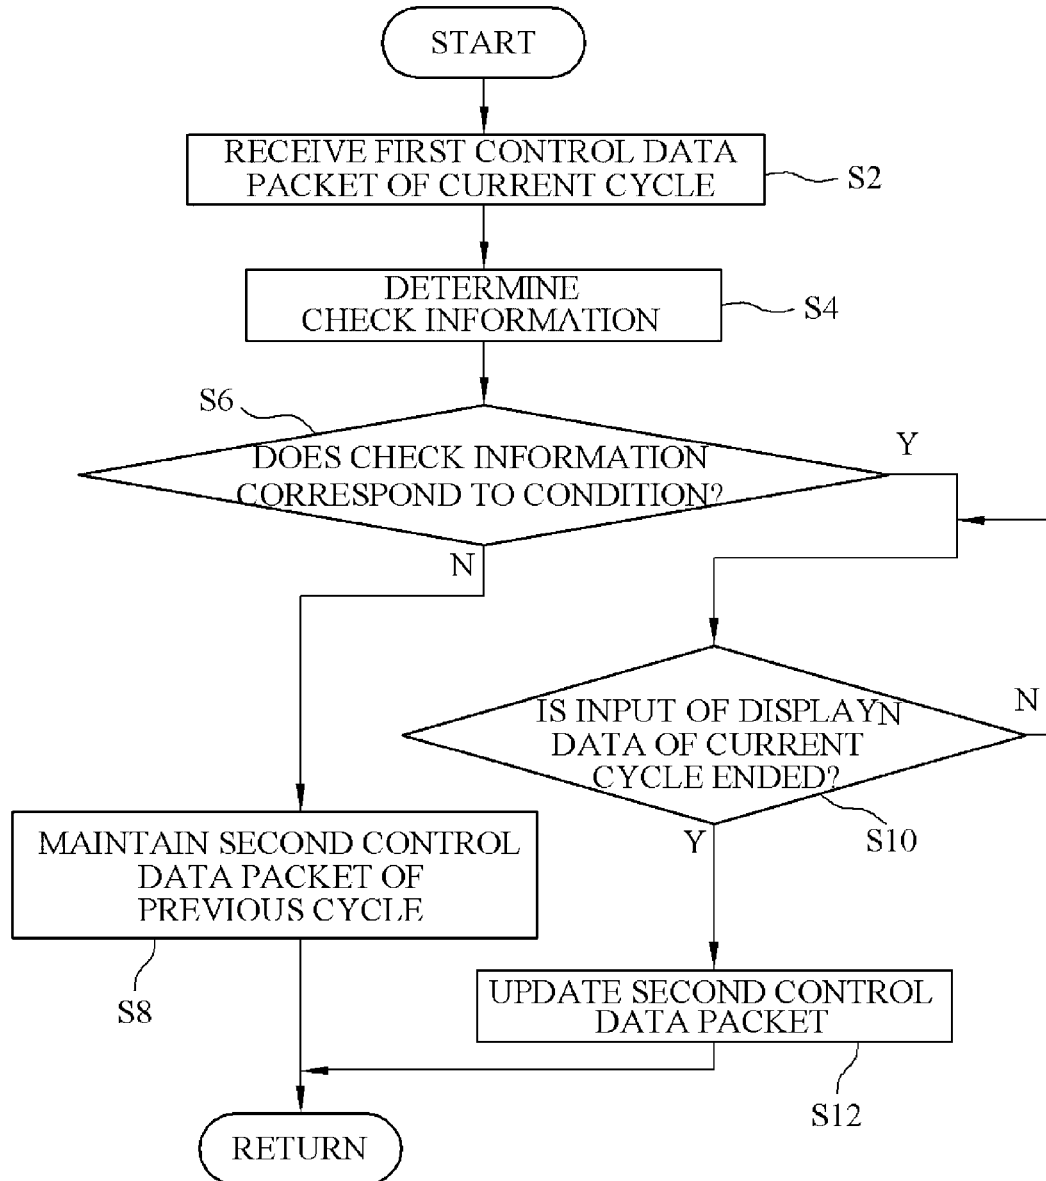 START
RECEIVE FIRST CONTROL DATA
PACKET OF CURRENT CYCLE
S2
DETERMINE
CHECK INFORMATION
S4
S6
DOES CHECK INFORMATION
CORRESPOND TO CONDITION?
Y
N
IS INPUT OF DISPLAYN
DATA OF CURRENT
CYCLE ENDED?
N
Y
S10
MAINTAIN SECOND CONTROL
DATA PACKET OF
PREVIOUS CYCLE
S8
UPDATE SECOND CONTROL
DATA PACKET
S12
RETURN